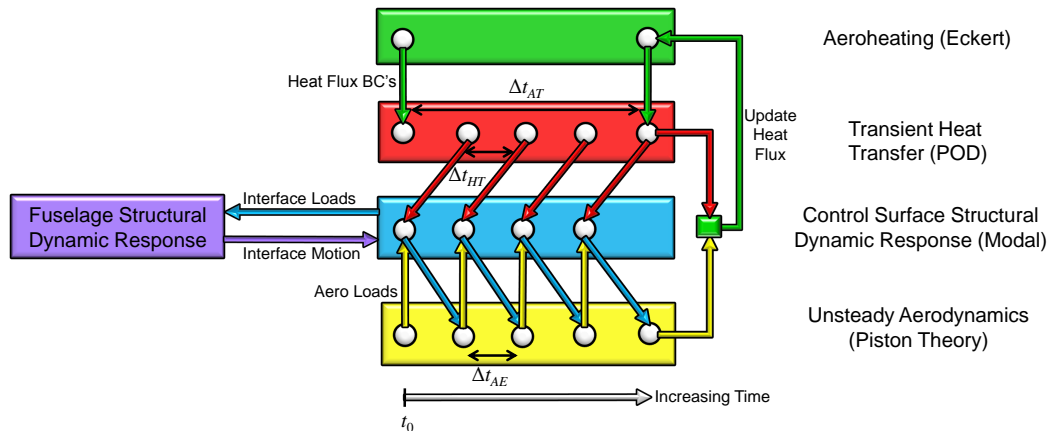 Aeroheating (Eckert)
Heat Flux BC's
Δt_AT
Update
Heat
Flux
Transient Heat
Transfer (POD)
Δt_HT
Interface Loads
Fuselage Structural
Dynamic Response
Control Surface Structural
Dynamic Response (Modal)
Interface Motion
Aero Loads
Unsteady Aerodynamics
(Piston Theory)
Δt_AE
Increasing Time
t_0